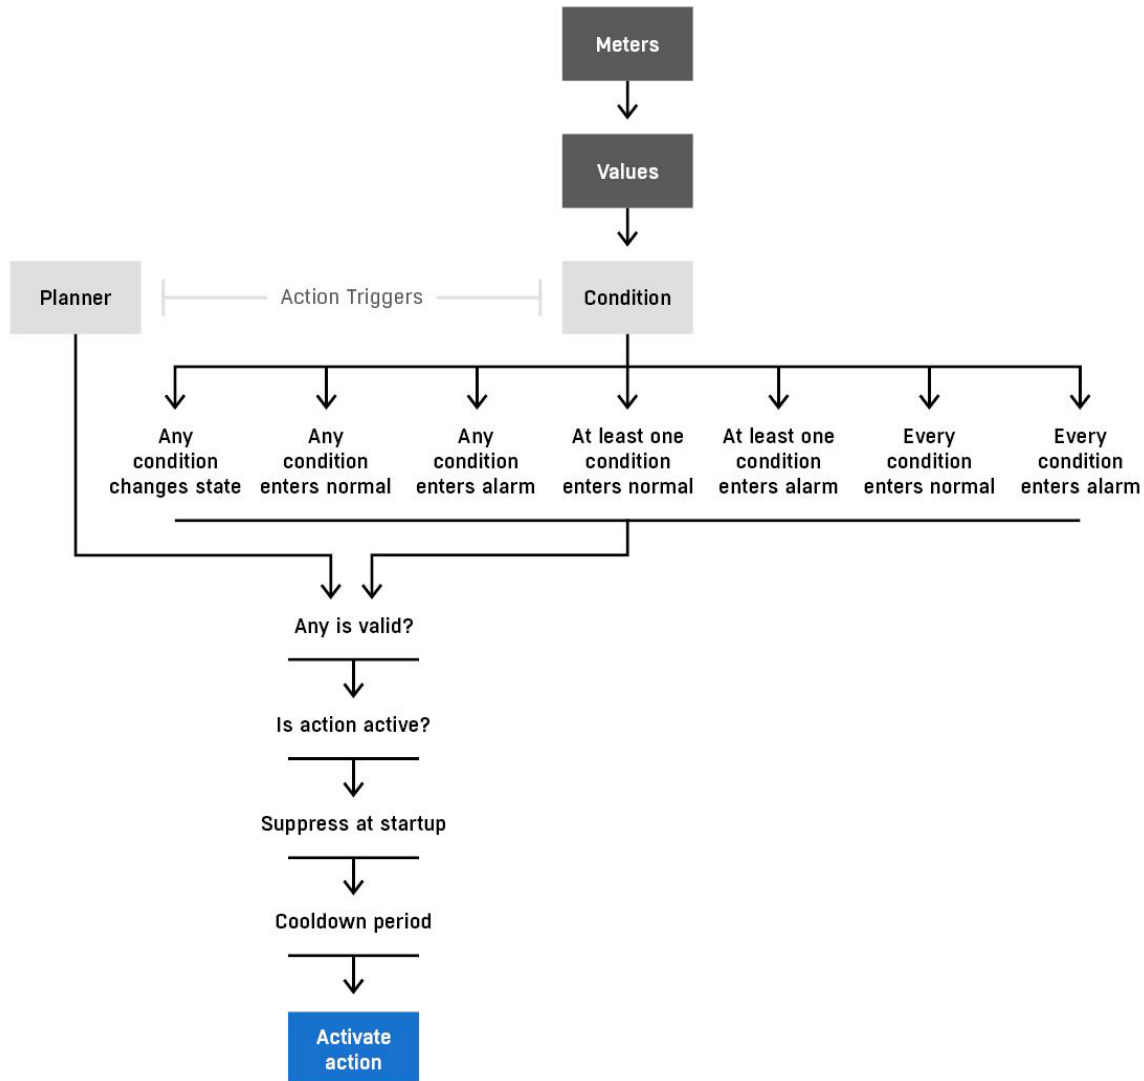 Meters
Values
Planner
Action Triggers
Condition
Any
condition
changes state
Any
condition
enters normal
Any
condition
enters alarm
At least one
condition
enters normal
At least one
condition
enters alarm
Every
condition
enters normal
Every
condition
enters alarm
Any is valid?
Is action active?
Suppress at startup
Cooldown period
Activate
action